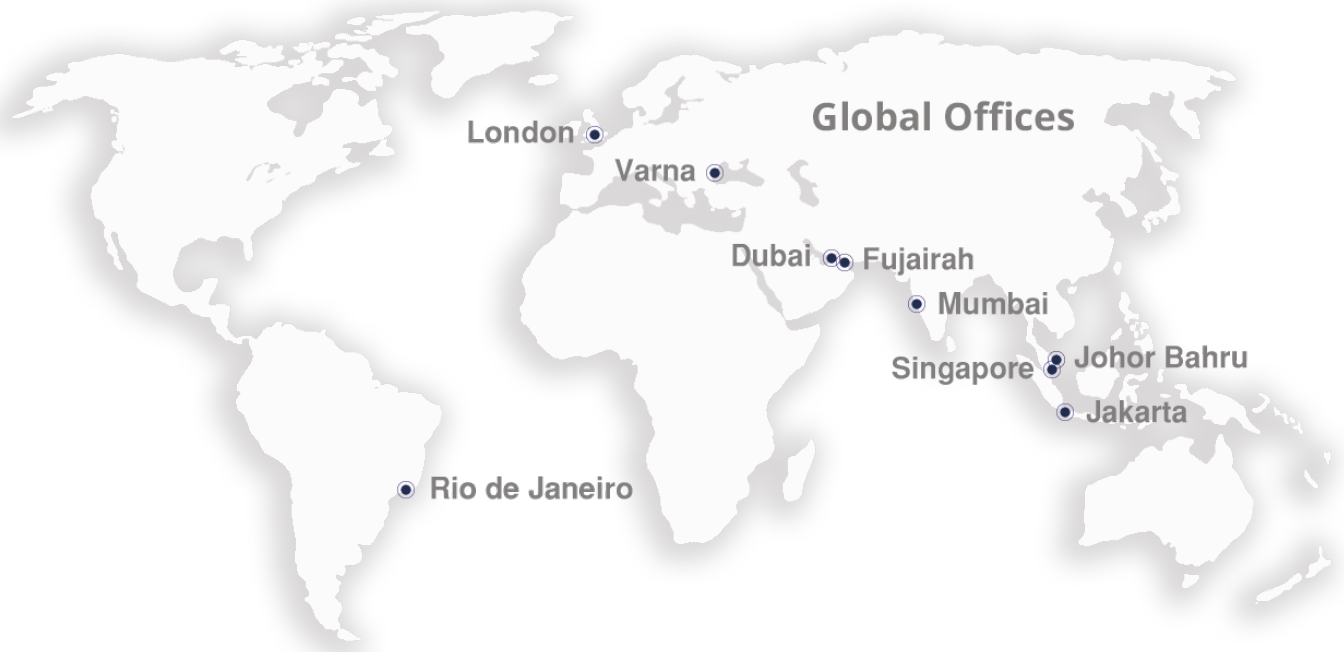 Global Offices
London
Varna
Dubai
Fujairah
Mumbai
Johor Bahru
Singapore
Jakarta
Rio de Janeiro